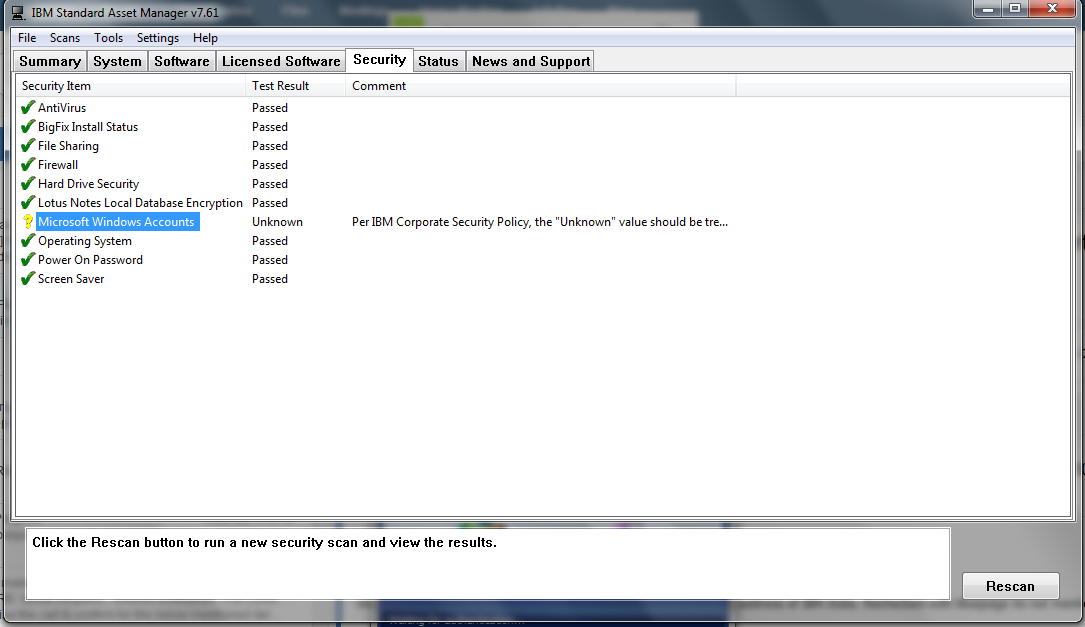 IBM Standard Asset Manager v7.61
File Scans Tools Settings Help
Summary System Software Licensed Software Security Status News and Support
Security Item Test Result Comment
AntiVirus Passed
BigFix Install Status Passed
File Sharing Passed
Firewall Passed
Hard Drive Security Passed
Lotus Notes Local Database Encryption Passed
Microsoft Windows Accounts Unknown Per IBM Corporate Security Policy, the "Unknown" value should be tre...
Operating System Passed
Power On Password Passed
Screen Saver Passed
Click the Rescan button to run a new security scan and view the results.
Rescan